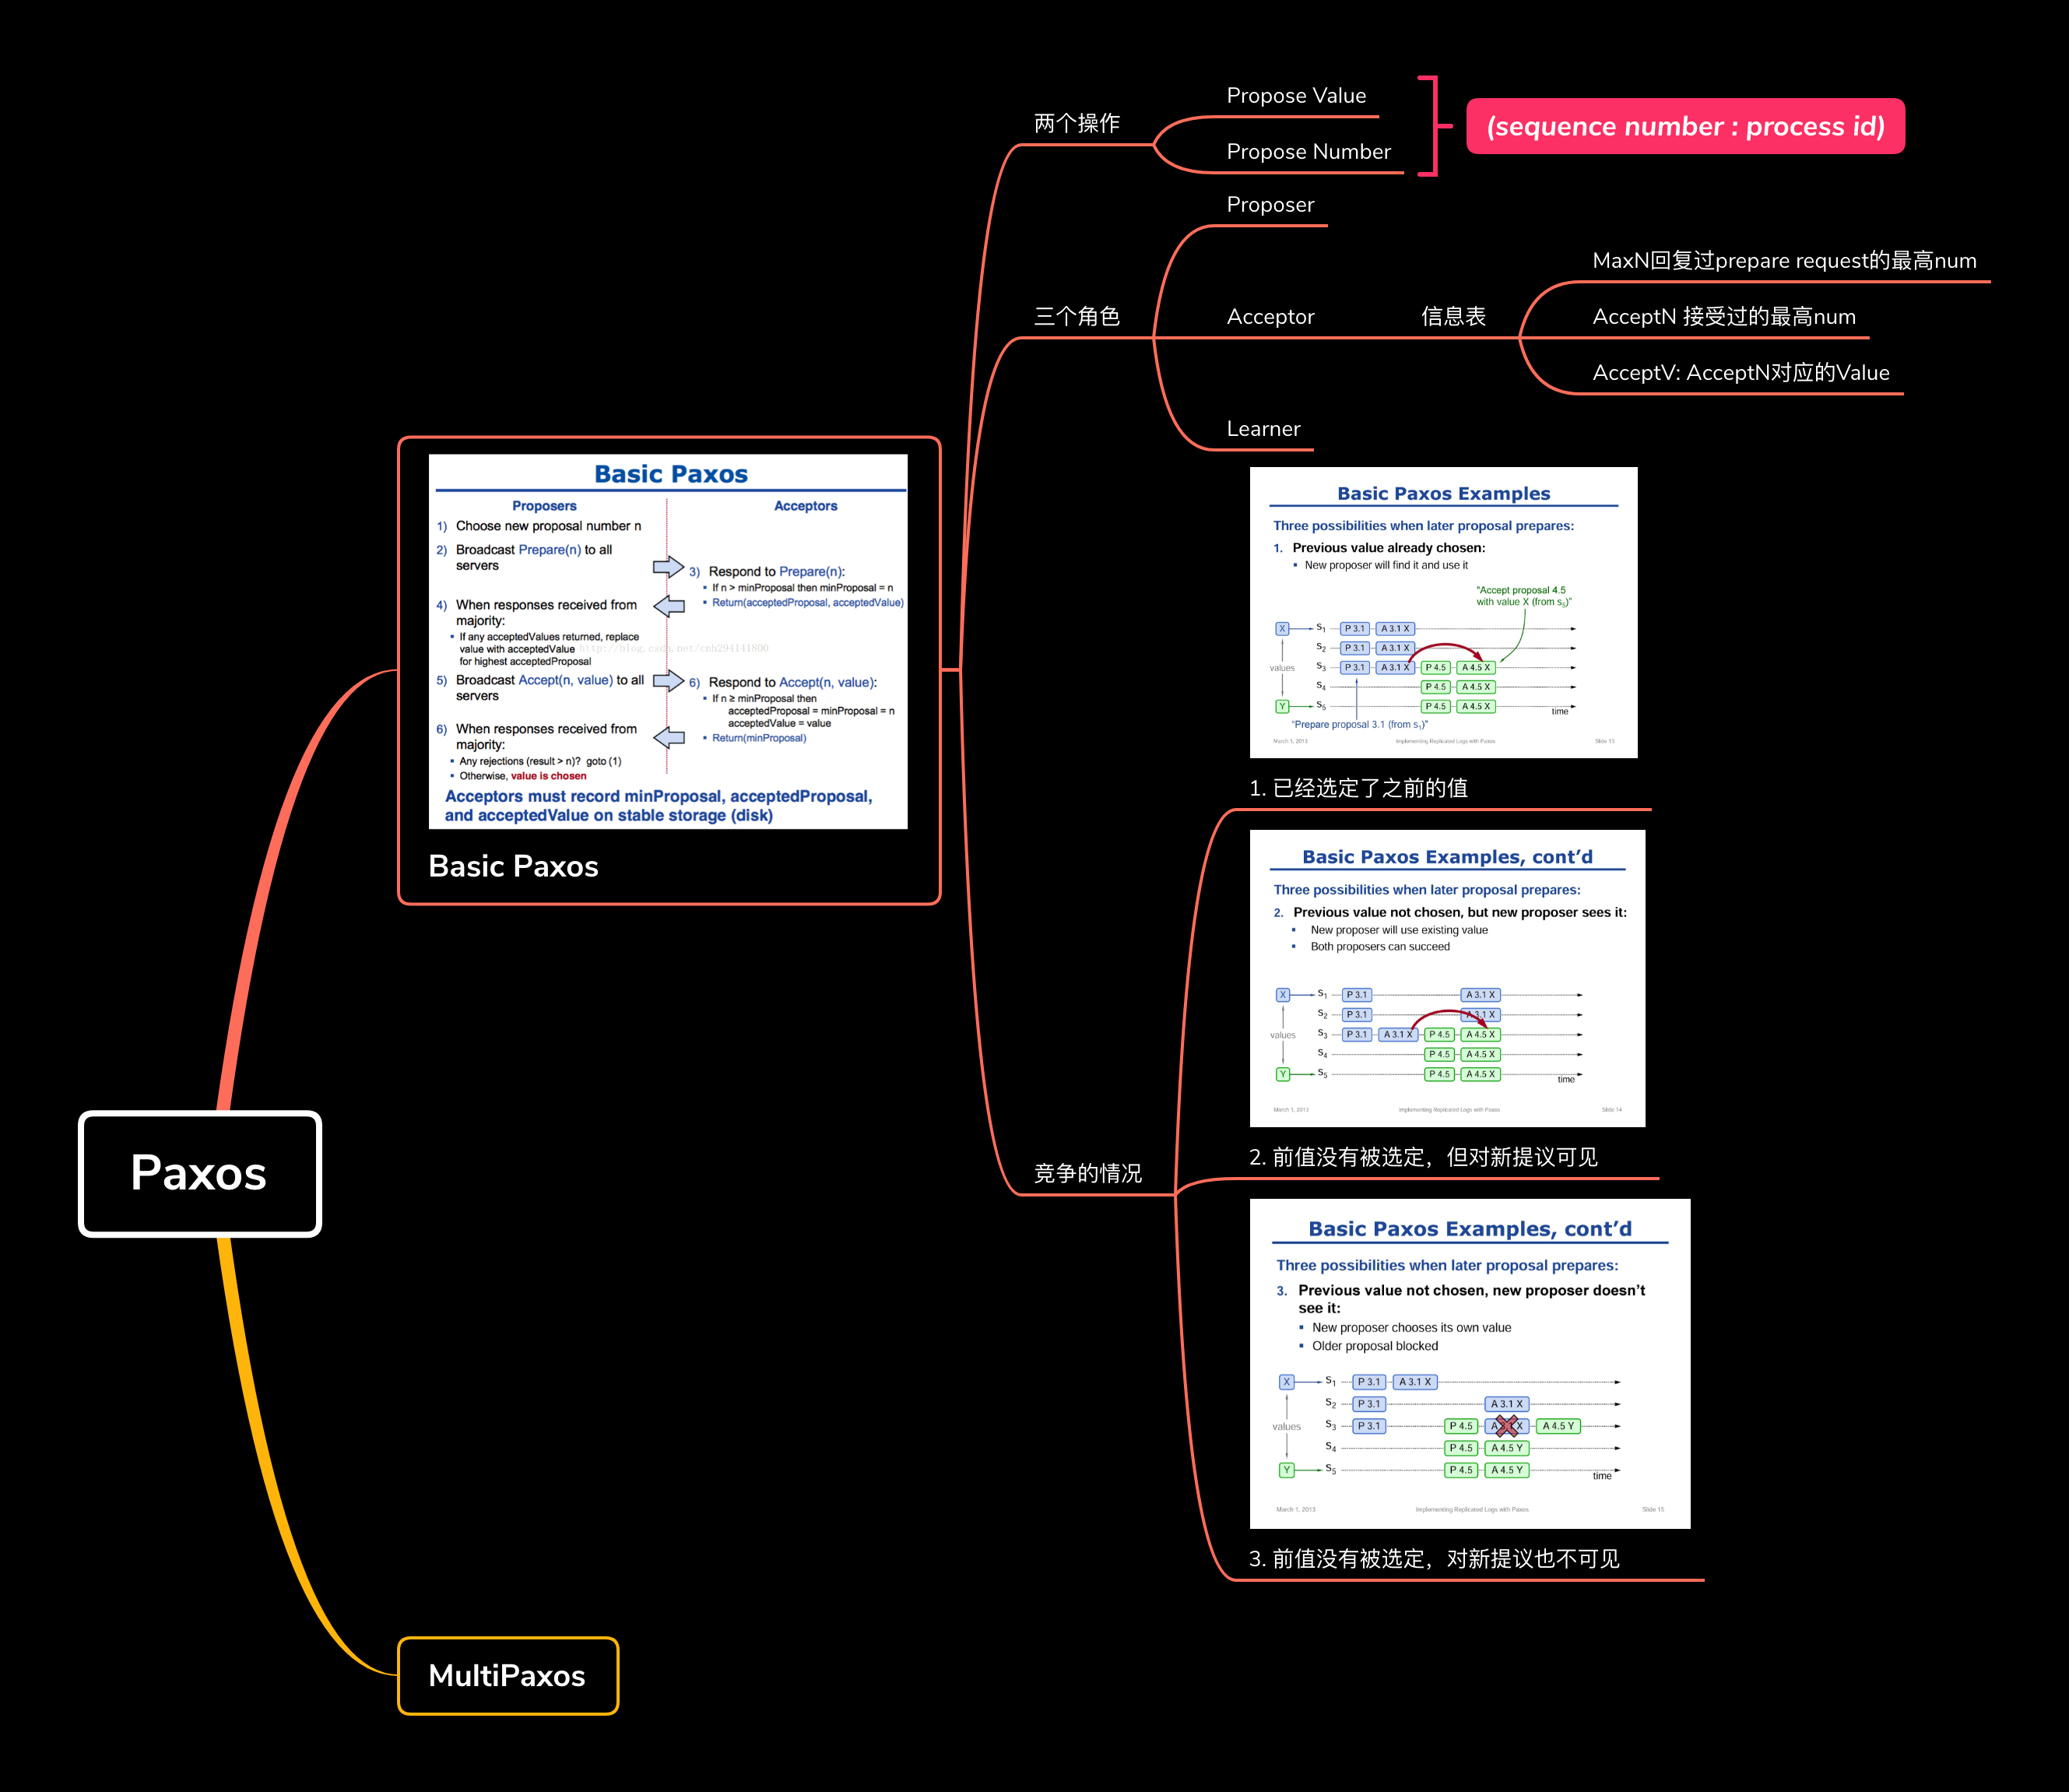 Paxos
Basic Paxos
Proposers
Acceptors
1) Choose new proposal number n
2) Broadcast Prepare(n) to all
servers
3) Respond to Prepare(n):
▪ If n > minProposal then minProposal = n
▪ Return(acceptedProposal, acceptedValue)
4) When responses received from
majority:
▪ If any acceptedValues returned, replace
value with acceptedValue
for highest acceptedProposal
http://blog.csdn.net/cnh294141800
5) Broadcast Accept(n, value) to all
servers
6) Respond to Accept(n, value):
▪ If n ≥ minProposal then
acceptedProposal = minProposal = n
acceptedValue = value
▪ Return(minProposal)
6) When responses received from
majority:
▪ Any rejections (result > n)? goto (1)
▪ Otherwise, value is chosen
Acceptors must record minProposal, acceptedProposal,
and acceptedValue on stable storage (disk)
Basic Paxos
两个操作
Propose Value
Propose Number
(sequence number : process id)
三个角色
Proposer
Acceptor
信息表
MaxN回复过prepare request的最高num
AcceptN 接受过的最高num
AcceptV: AcceptN对应的Value
Learner
竞争的情况
Basic Paxos Examples
Three possibilities when later proposal prepares:
1. Previous value already chosen:
▪ New proposer will find it and use it
"Accept proposal 4.5
with value X (from s5)"
X s1 P 3.1 A 3.1 X
s2 P 3.1 A 3.1 X
values s3 P 3.1 A 3.1 X P 4.5 A 4.5 X
s4 P 4.5 A 4.5 X
Y s5 P 4.5 A 4.5 X
time
"Prepare proposal 3.1 (from s1)"
March 1, 2013 Implementing Replicated Logs with Paxos Slide 13
1. 已经选定了之前的值
Basic Paxos Examples, cont’d
Three possibilities when later proposal prepares:
2. Previous value not chosen, but new proposer sees it:
▪ New proposer will use existing value
▪ Both proposers can succeed
X s1 P 3.1 A 3.1 X
s2 P 3.1 A 3.1 X
values s3 P 3.1 A 3.1 X P 4.5 A 4.5 X
s4 P 4.5 A 4.5 X
Y s5 P 4.5 A 4.5 X
time
March 1, 2013 Implementing Replicated Logs with Paxos Slide 14
2. 前值没有被选定，但对新提议可见
Basic Paxos Examples, cont’d
Three possibilities when later proposal prepares:
3. Previous value not chosen, new proposer doesn’t
see it:
▪ New proposer chooses its own value
▪ Older proposal blocked
X s1 P 3.1 A 3.1 X
s2 P 3.1 A 3.1 X
values s3 P 3.1 P 4.5 A X A 4.5 Y
s4 P 4.5 A 4.5 Y
Y s5 P 4.5 A 4.5 Y
time
March 1, 2013 Implementing Replicated Logs with Paxos Slide 15
3. 前值没有被选定，对新提议也不可见
MultiPaxos